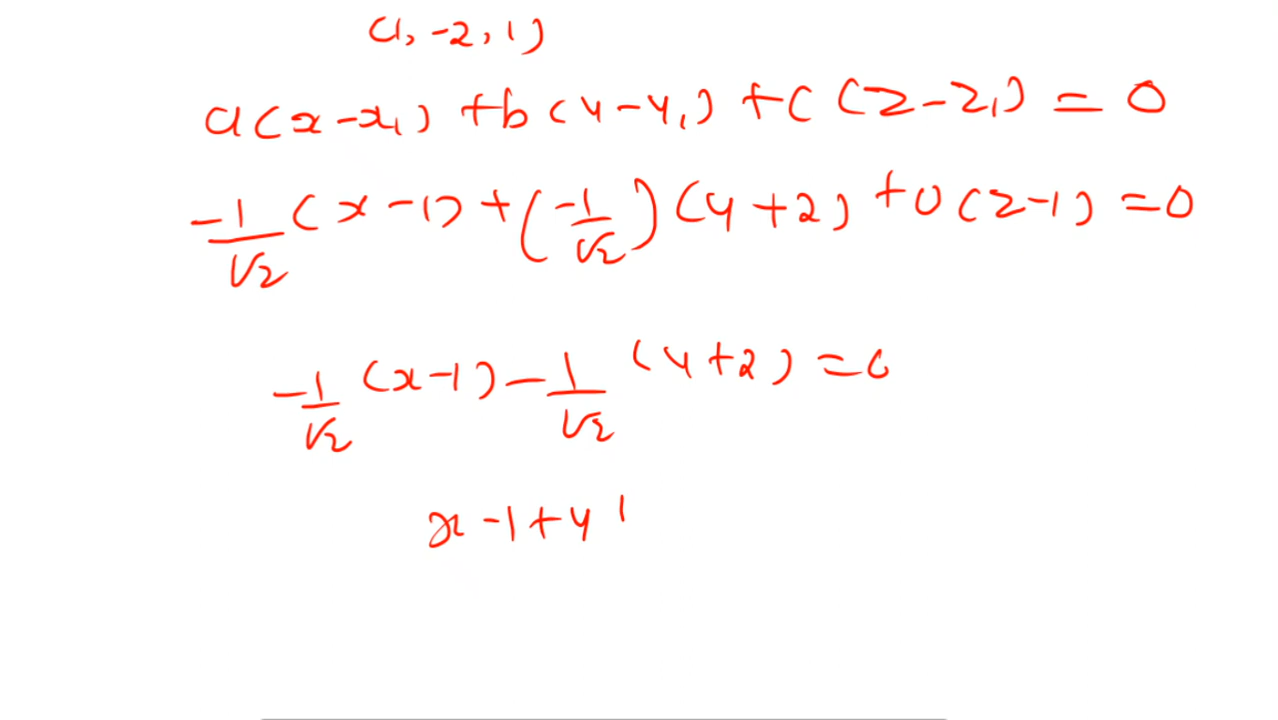 (1, -2, 1)
a(x-x₁) + b(y-y₁) + c(z-z₁) = 0
-1/√2 (x-1) + (-1/√2) (y+2) + 0(z-1) = 0
-1/√2 (x-1) - 1/√2 (y+2) = 0
x - 1 + y